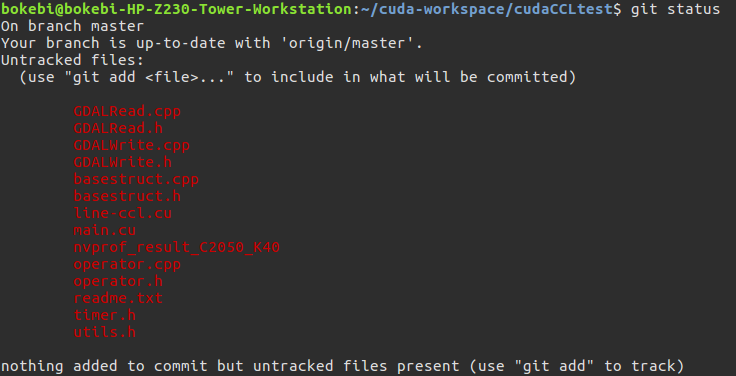 bokebi@bokebi-HP-Z230-Tower-Workstation:~/cuda-workspace/cudaCCLtest$ git status
On branch master
Your branch is up-to-date with 'origin/master'.
Untracked files:
  (use "git add <file>..." to include in what will be committed)

        GDALRead.cpp
        GDALRead.h
        GDALWrite.cpp
        GDALWrite.h
        basestruct.cpp
        basestruct.h
        line-ccl.cu
        main.cu
        nvprof_result_C2050_K40
        operator.cpp
        operator.h
        readme.txt
        timer.h
        utils.h

nothing added to commit but untracked files present (use "git add" to track)